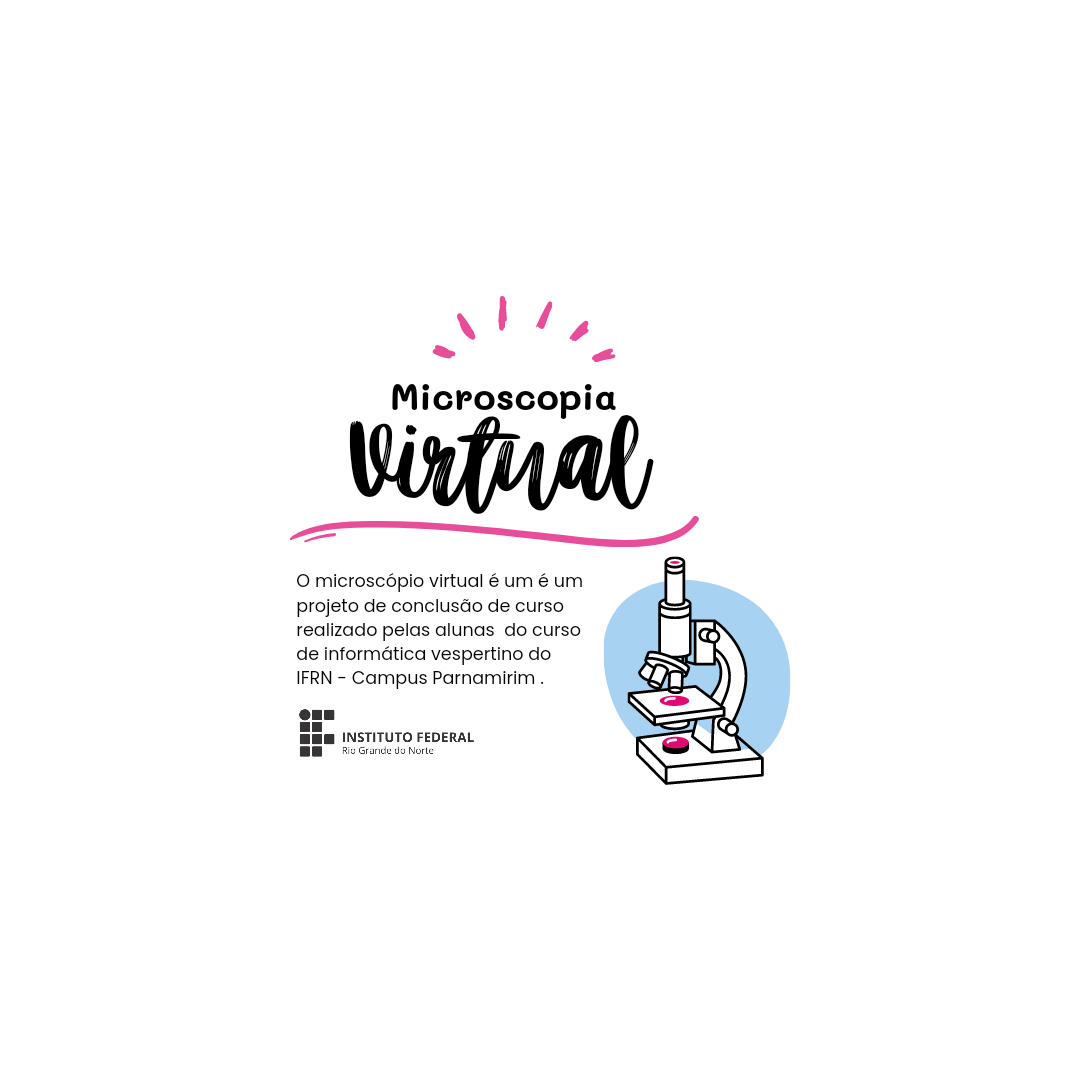 Microscopia
Virtual
O microscópio virtual é um é um
projeto de conclusão de curso
realizado pelas alunas  do curso
de informática vespertino do
IFRN - Campus Parnamirim .
INSTITUTO FEDERAL
Rio Grande do Norte